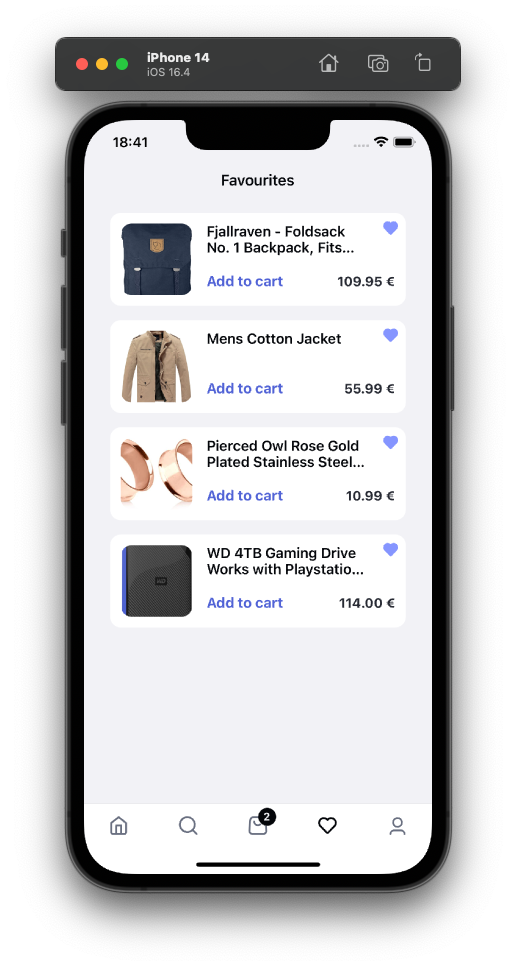 iPhone 14
iOS 16.4
18:41
Favourites
Fjallraven - Foldsack
No. 1 Backpack, Fits...
Add to cart
109.95 €
Mens Cotton Jacket
Add to cart
55.99 €
Pierced Owl Rose Gold
Plated Stainless Steel...
Add to cart
10.99 €
WD 4TB Gaming Drive
Works with Playstatio...
Add to cart
114.00 €
2